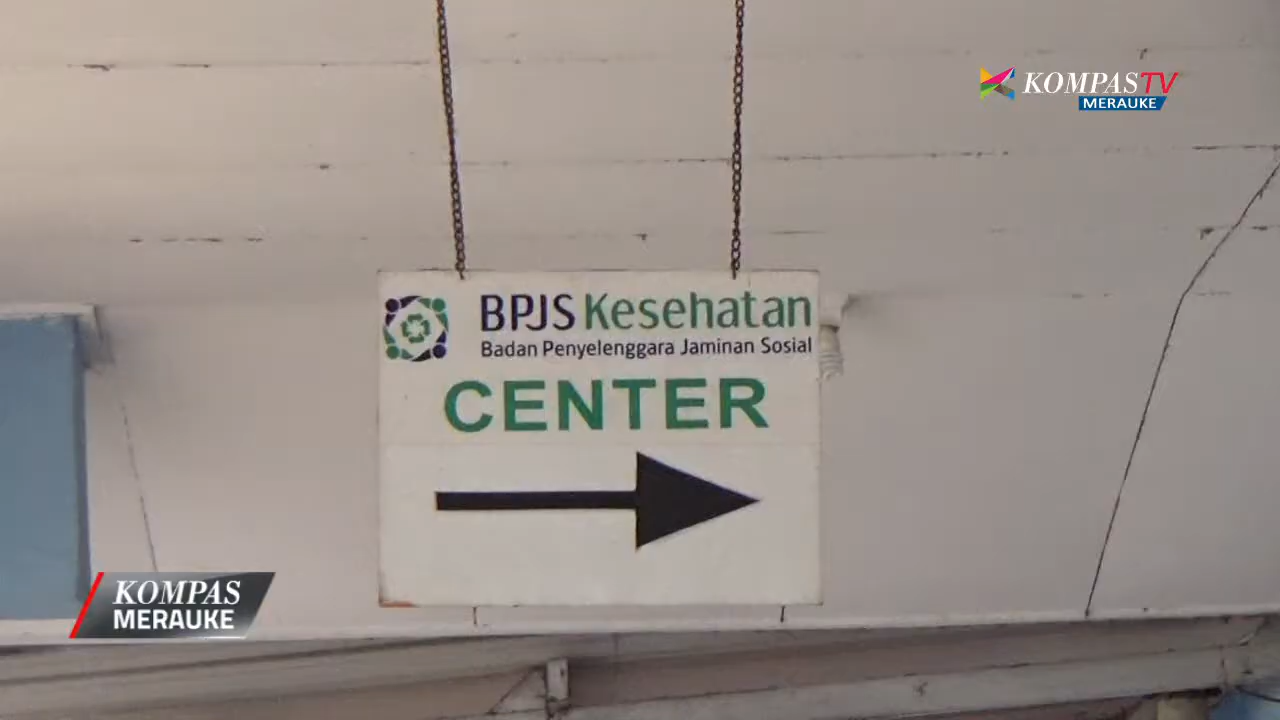 KOMPASTV
MERAUKE
BPJS Kesehatan
Badan Penyelenggara Jaminan Sosial
CENTER
KOMPAS
MERAUKE